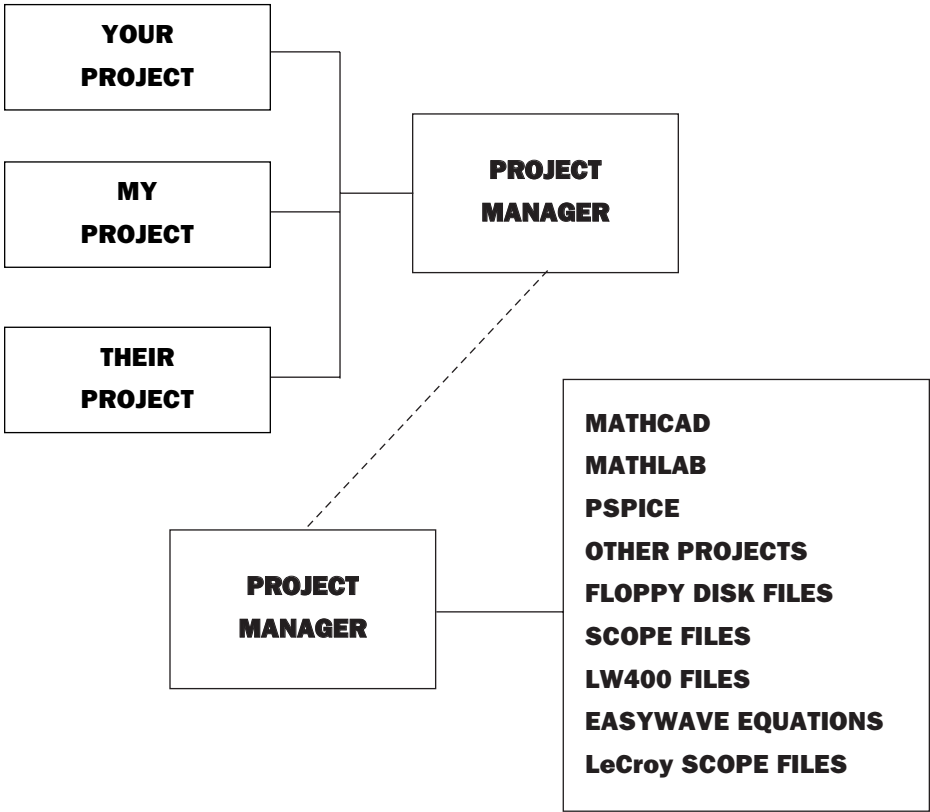 YOUR
PROJECT
MY
PROJECT
THEIR
PROJECT
PROJECT
MANAGER
PROJECT
MANAGER
MATHCAD
MATHLAB
PSPICE
OTHER PROJECTS
FLOPPY DISK FILES
SCOPE FILES
LW400 FILES
EASYWAVE EQUATIONS
LeCroy SCOPE FILES